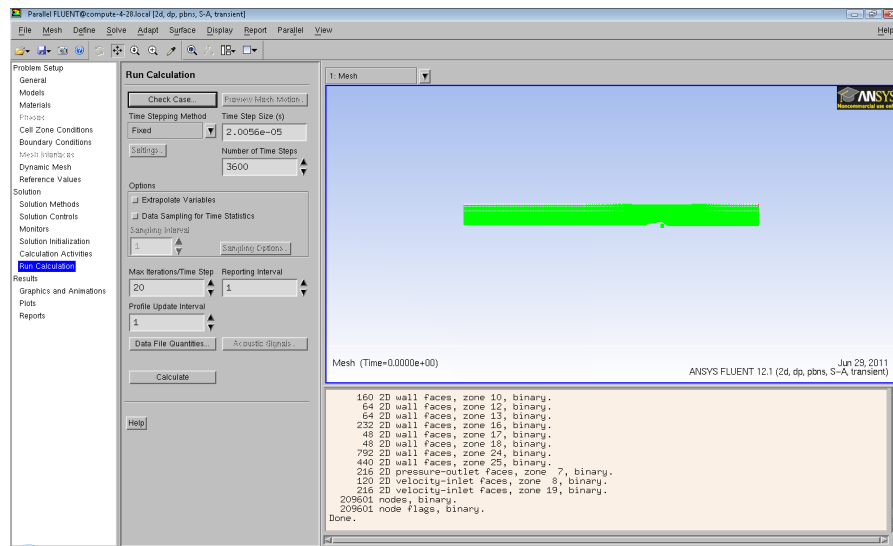 Parallel FLUENT@compute-4-28.local [2d, dp, pbns, S-A, transient]
File Mesh Define Solve Adapt Surface Display Report Parallel View Help
Problem Setup
General
Models
Materials
Phases
Cell Zone Conditions
Boundary Conditions
Mesh Interfaces
Dynamic Mesh
Reference Values
Solution
Solution Methods
Solution Controls
Monitors
Solution Initialization
Calculation Activities
Run Calculation
Results
Graphics and Animations
Plots
Reports
Run Calculation
Check Case... Preview Mesh Motion...
Time Stepping Method Time Step Size (s)
Fixed 2.0056e-05
Settings... Number of Time Steps
3600
Options
Extrapolate Variables
Data Sampling for Time Statistics
Sampling Interval
1 Sampling Options...
Max Iterations/Time Step Reporting Interval
20 1
Profile Update Interval
1
Data File Quantities... Acoustic Signals...
Calculate
Help
1: Mesh
ANSYS
Noncommercial use only
Mesh (Time=0.0000e+00) Jun 29, 2011
ANSYS FLUENT 12.1 (2d, dp, pbns, S-A, transient)
160 2D wall faces, zone 10, binary.
64 2D wall faces, zone 12, binary.
64 2D wall faces, zone 13, binary.
232 2D wall faces, zone 16, binary.
48 2D wall faces, zone 17, binary.
48 2D wall faces, zone 18, binary.
792 2D wall faces, zone 24, binary.
440 2D wall faces, zone 25, binary.
216 2D pressure-outlet faces, zone 7, binary.
120 2D velocity-inlet faces, zone 8, binary.
216 2D velocity-inlet faces, zone 19, binary.
209601 nodes, binary.
209601 node flags, binary.
Done.